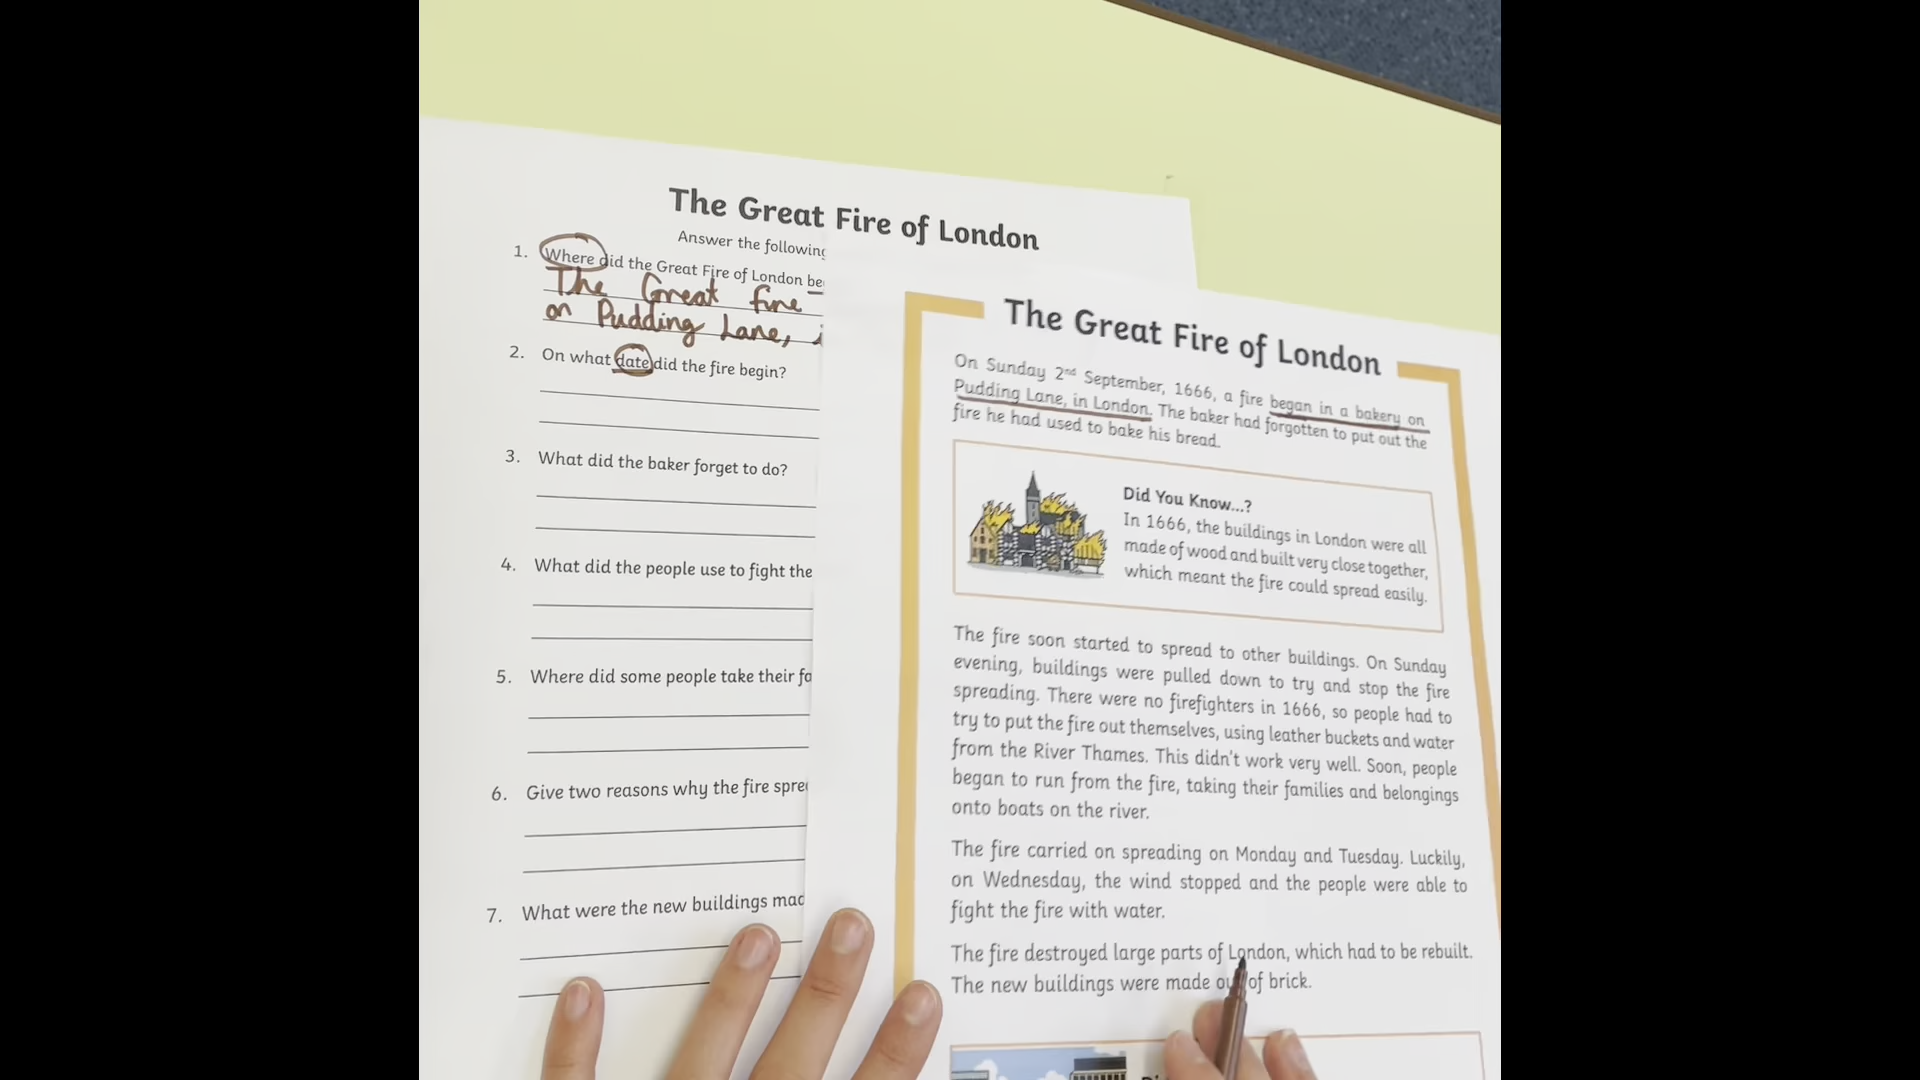 The Great Fire of London
Answer the following
1. Where did the Great Fire of London be
The Great fire
on Pudding Lane,
2. On what date did the fire begin?
3. What did the baker forget to do?
4. What did the people use to fight the
5. Where did some people take their fa
6. Give two reasons why the fire sprea
7. What were the new buildings mad
The Great Fire of London
On Sunday 2nd September, 1666, a fire began in a bakery on
Pudding Lane, in London. The baker had forgotten to put out the
fire he had used to bake his bread.
Did You Know...?
In 1666, the buildings in London were all
made of wood and built very close together,
which meant the fire could spread easily.
The fire soon started to spread to other buildings. On Sunday
evening, buildings were pulled down to try and stop the fire
spreading. There were no firefighters in 1666, so people had to
try to put the fire out themselves, using leather buckets and water
from the River Thames. This didn't work very well. Soon, people
began to run from the fire, taking their families and belongings
onto boats on the river.
The fire carried on spreading on Monday and Tuesday. Luckily,
on Wednesday, the wind stopped and the people were able to
fight the fire with water.
The fire destroyed large parts of London, which had to be rebuilt.
The new buildings were made out of brick.